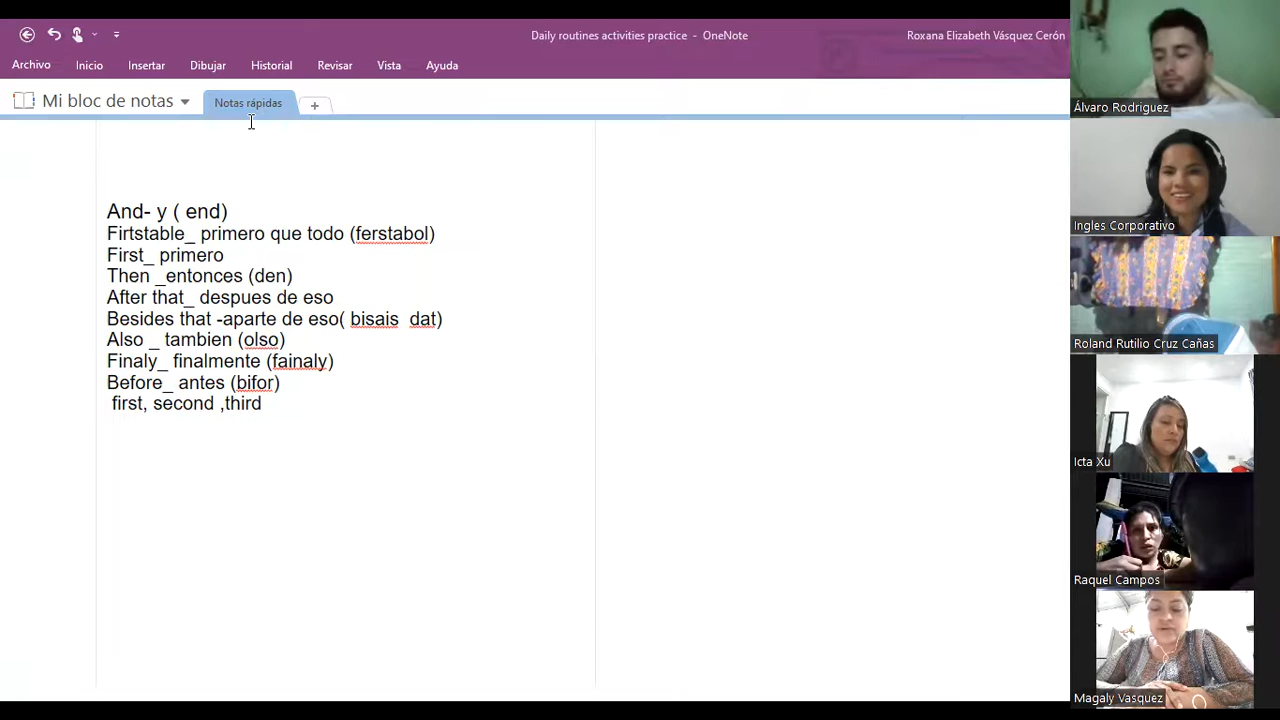 Daily routines activities practice - OneNote
Roxana Elizabeth Vásquez Cerón
Archivo Inicio Insertar Dibujar Historial Revisar Vista Ayuda
Mi bloc de notas
Notas rápidas
And- y ( end)
Firtstable_ primero que todo (ferstabol)
First_ primero
Then _entonces (den)
After that_ despues de eso
Besides that -aparte de eso( bisais dat)
Also _ tambien (olso)
Finaly_ finalmente (fainaly)
Before_ antes (bifor)
first, second ,third
Álvaro Rodriguez
Ingles Corporativo
Roland Rutilio Cruz Cañas
Icta Xu
Raquel Campos
Magaly Vasquez